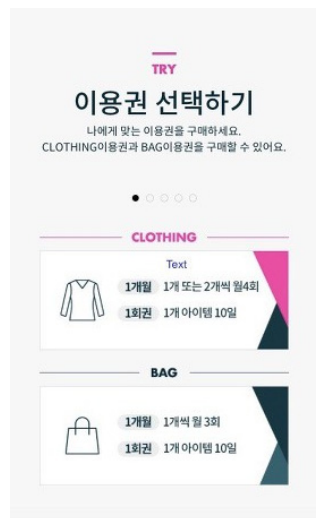 TRY
이용권 선택하기
나에게 맞는 이용권을 구매하세요.
CLOTHING이용권과 BAG이용권을 구매할 수 있어요.
CLOTHING
Text
1개월 1개 또는 2개씩 월4회
1회권 1개 아이템 10일
BAG
1개월 1개씩 월 3회
1회권 1개 아이템 10일